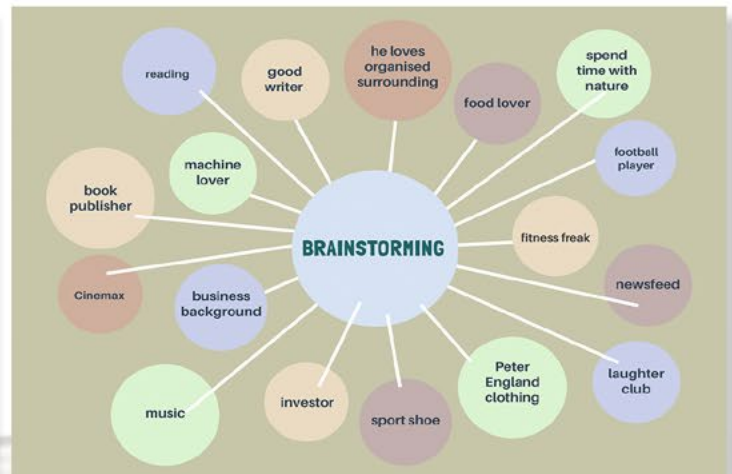 reading
good
writer
he loves
organised
surrounding
food lover
spend
time with
nature
machine
lover
football
player
book
publisher
BRAINSTORMING
fitness freak
Cinemax
business
background
newsfeed
music
investor
sport shoe
Peter
England
clothing
laughter
club